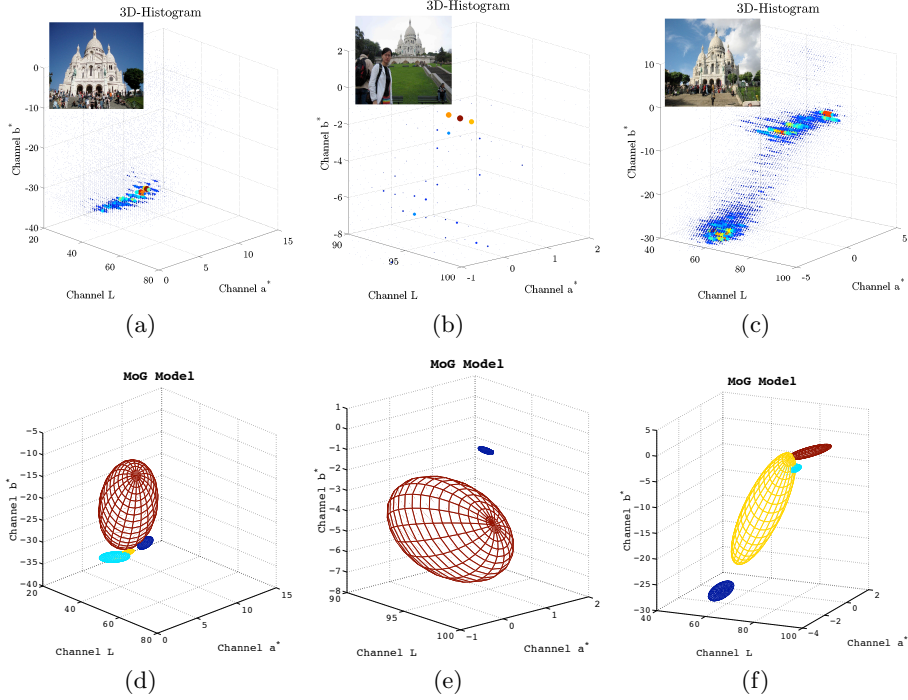 3D-Histogram
3D-Histogram
3D-Histogram
Channel b*
0
-10
-20
-30
-40
20
40
60
80
0
5
10
15
Channel L
Channel a*
(a)
Channel b*
2
0
-2
-4
-6
-8
90
95
100
-1
0
1
2
Channel L
Channel a*
(b)
Channel b*
10
0
-10
-20
-30
40
60
80
100
-5
0
5
Channel L
Channel a*
(c)
MoG Model
Channel b*
-5
-10
-15
-20
-25
-30
-35
-40
20
40
60
80
0
5
10
15
Channel L
Channel a*
(d)
MoG Model
Channel b*
1
0
-1
-2
-3
-4
-5
-6
-7
-8
90
95
100
-1
0
1
2
Channel L
Channel a*
(e)
MoG Model
Channel b*
5
0
-5
-10
-15
-20
-25
-30
40
60
80
100
-4
-2
0
2
Channel L
Channel a*
(f)